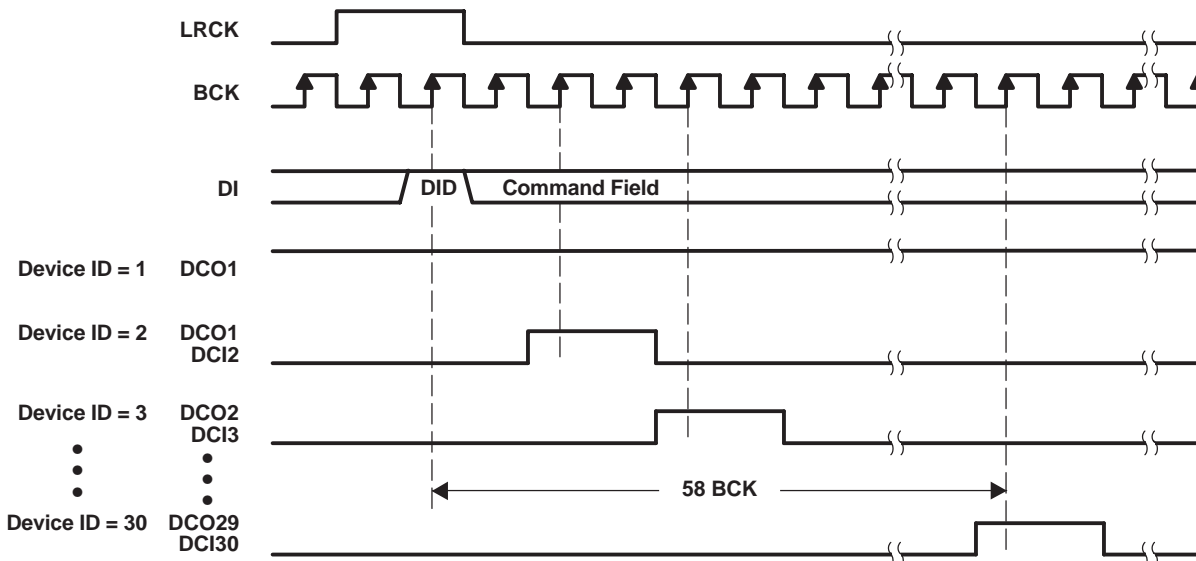 LRCK
BCK
DI DID Command Field
Device ID = 1 DCO1
Device ID = 2 DCO1
DCI2
Device ID = 3 DCO2
DCI3
58 BCK
Device ID = 30 DCO29
DCI30